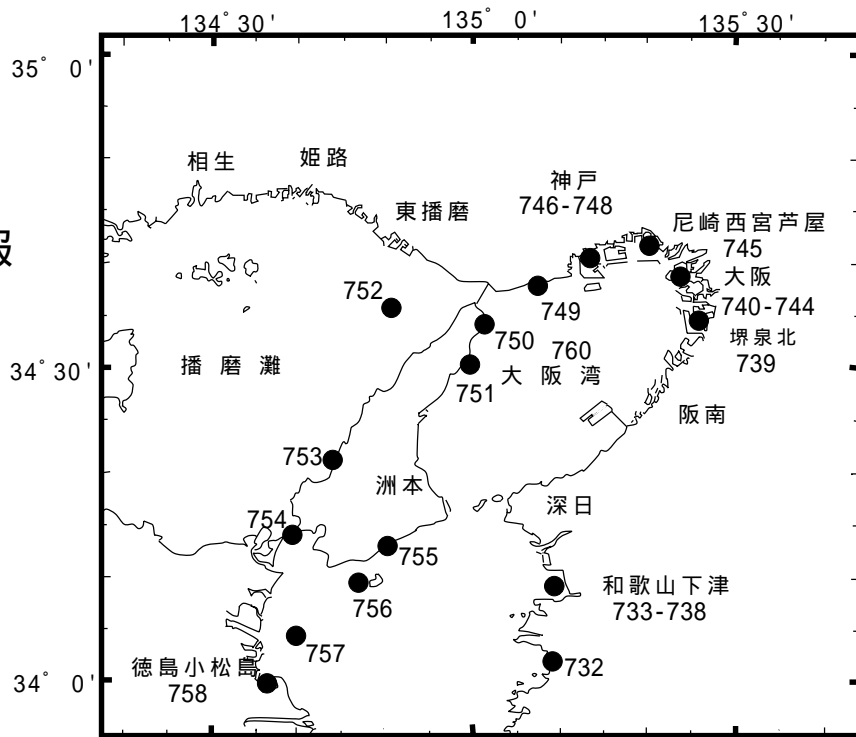 134° 30'
135° 0'
135° 30'
35° 0'
相生
姫路
神戸
746-748
東播磨
尼崎西宮芦屋
745
報
大阪
740-744
752
749
750
760
堺泉北
739
播磨灘
34° 30'
751
大阪湾
阪南
753
洲本
深日
754
755
756
和歌山下津
733-738
757
732
徳島小松島
758
34° 0'